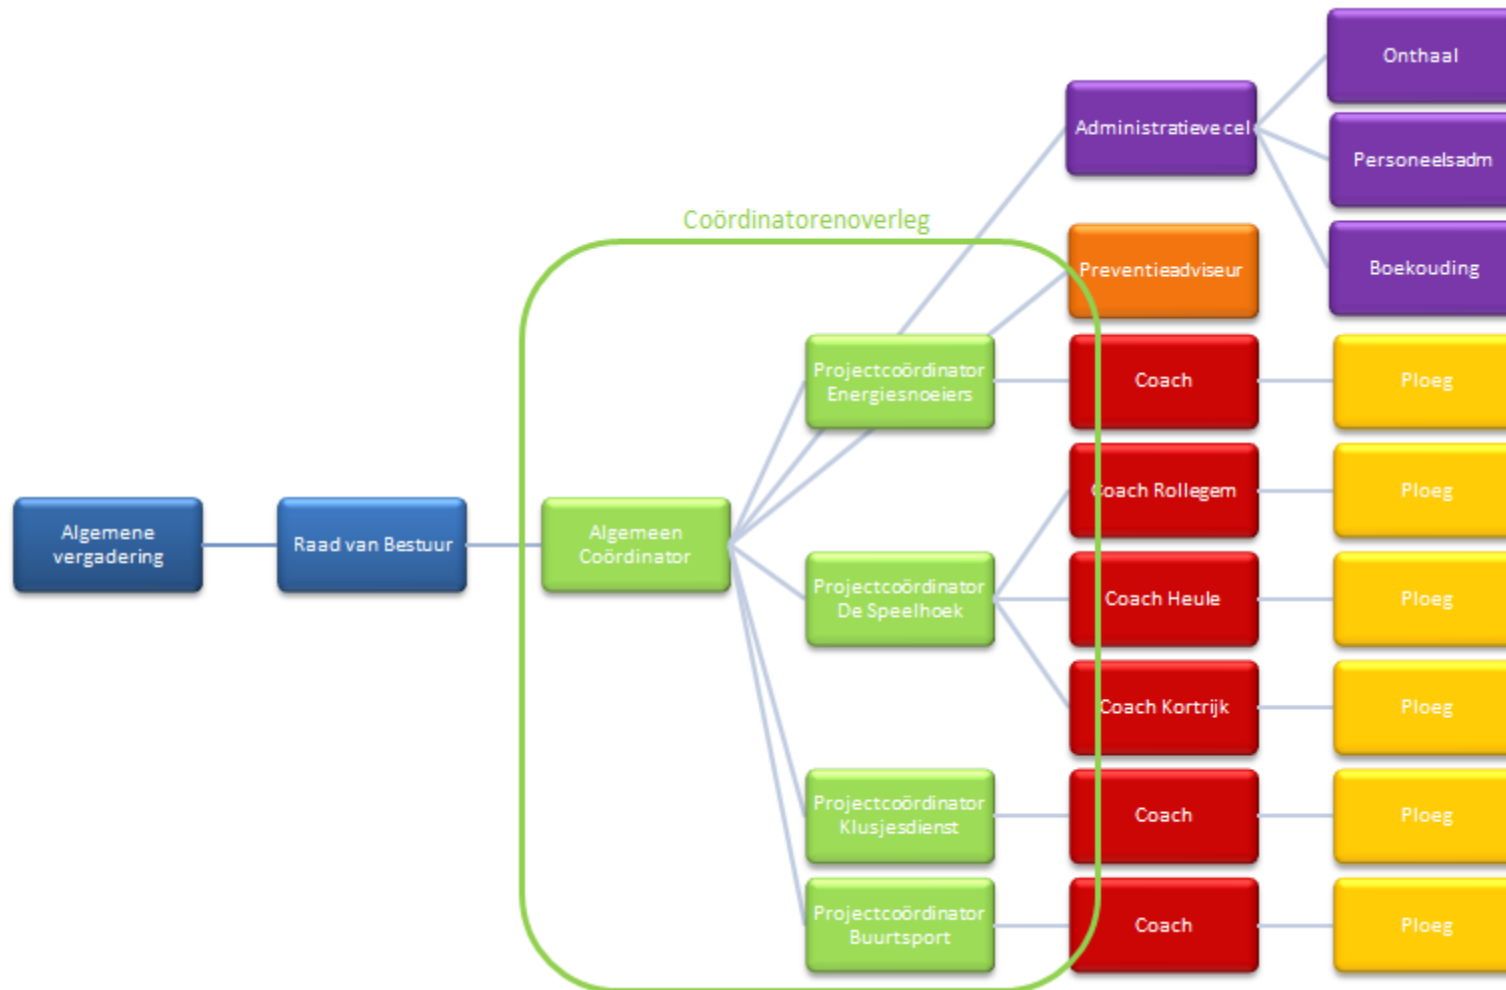 Onthaal
Administratieve cel
Personeelsadm
Coördinatorenoverleg
Preventieadviseur
Boekouding
Projectcoördinator
Energiesnoeiers
Coach
Ploeg
Coach Rollegem
Ploeg
Algemene
vergadering
Raad van Bestuur
Algemeen
Coördinator
Projectcoördinator
De Speelhoek
Coach Heule
Ploeg
Coach Kortrijk
Ploeg
Projectcoördinator
Klusjesdienst
Coach
Ploeg
Projectcoördinator
Buurtsport
Coach
Ploeg